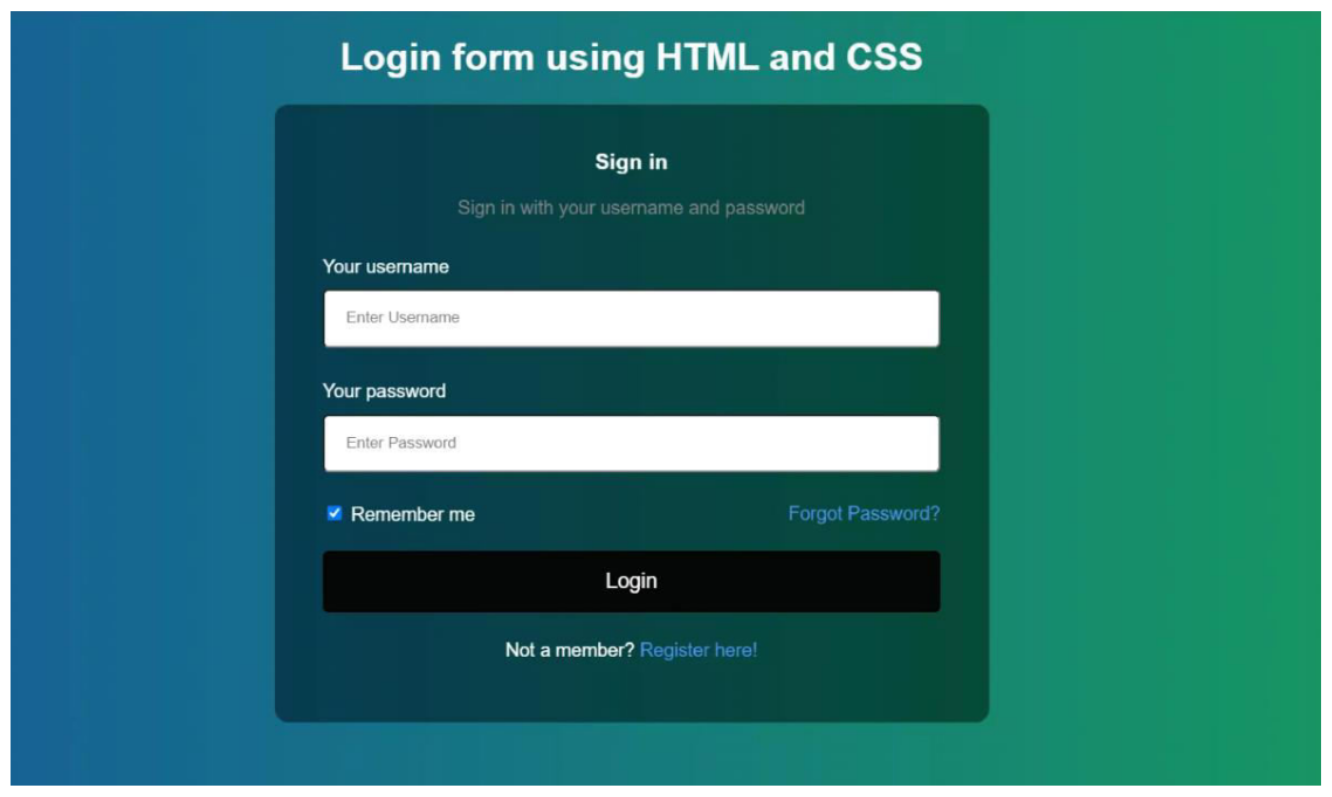 Login form using HTML and CSS
Sign in
Sign in with your username and password
Your username
Enter Username
Your password
Enter Password
Remember me Forgot Password?
Login
Not a member? Register here!